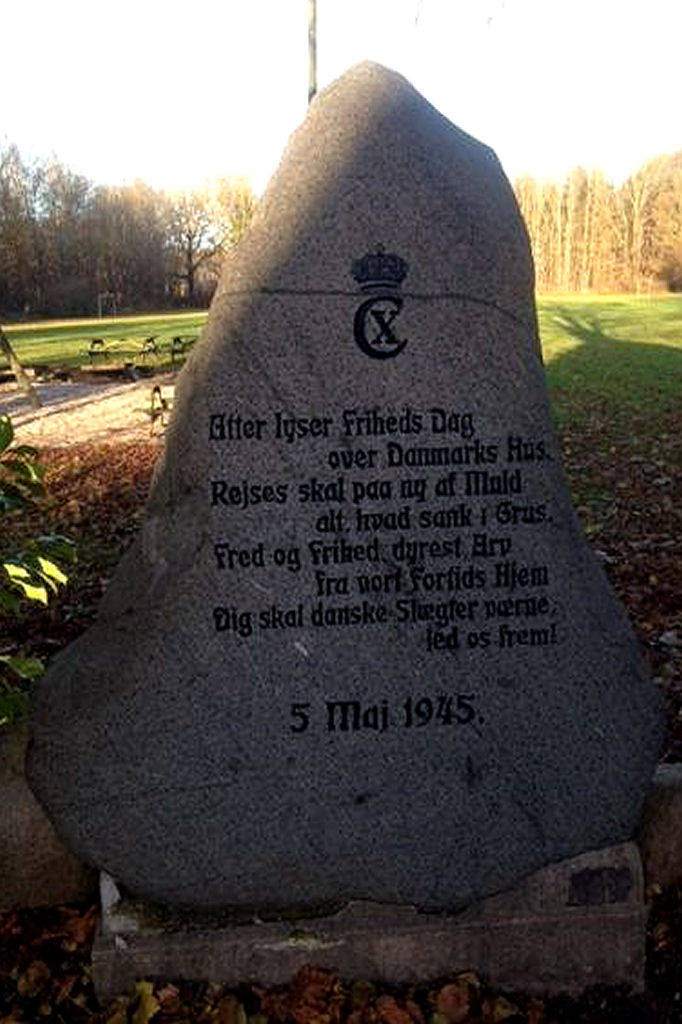 CX
Atter lyser Friheds Dag
over Danmarks Hus.
Rejses skal paa ny af Muld
alt, hvad sank i Grus.
Fred og Frihed, dyrest Arv
fra vort Fortids Hjem
Dig skal danske Slægter værne,
led os frem!
5 Maj 1945.